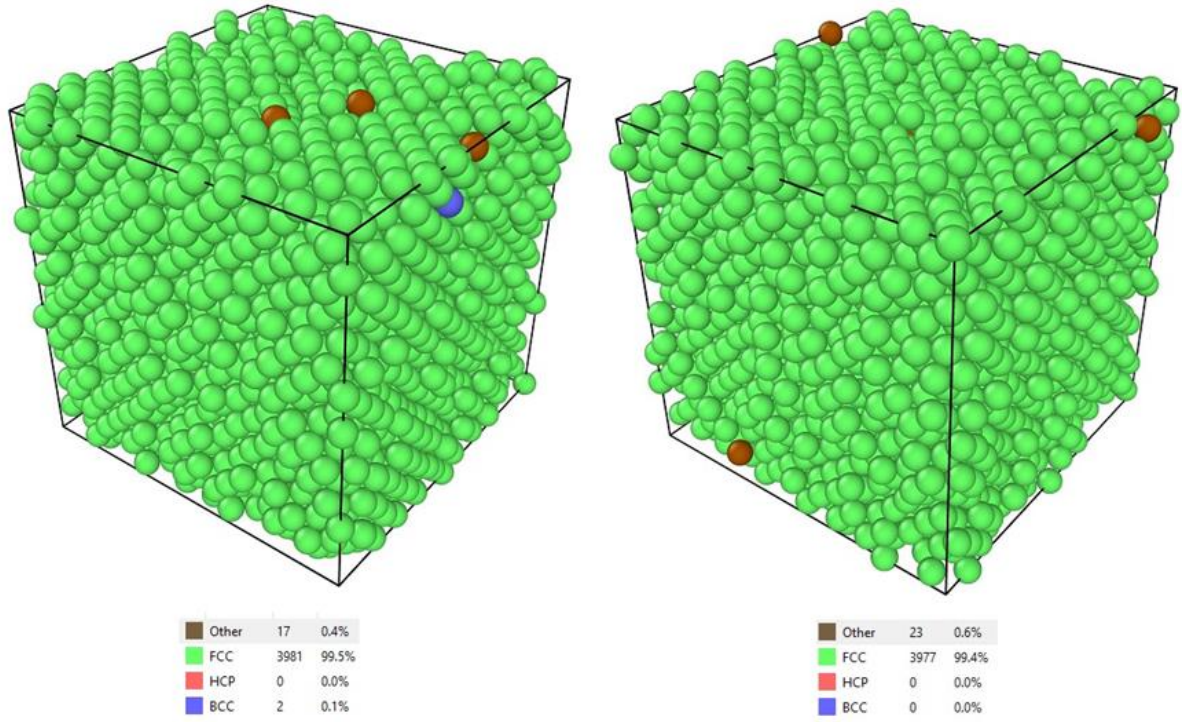 Other 17 0.4%
FCC 3981 99.5%
HCP 0 0.0%
BCC 2 0.1%
Other 23 0.6%
FCC 3977 99.4%
HCP 0 0.0%
BCC 0 0.0%